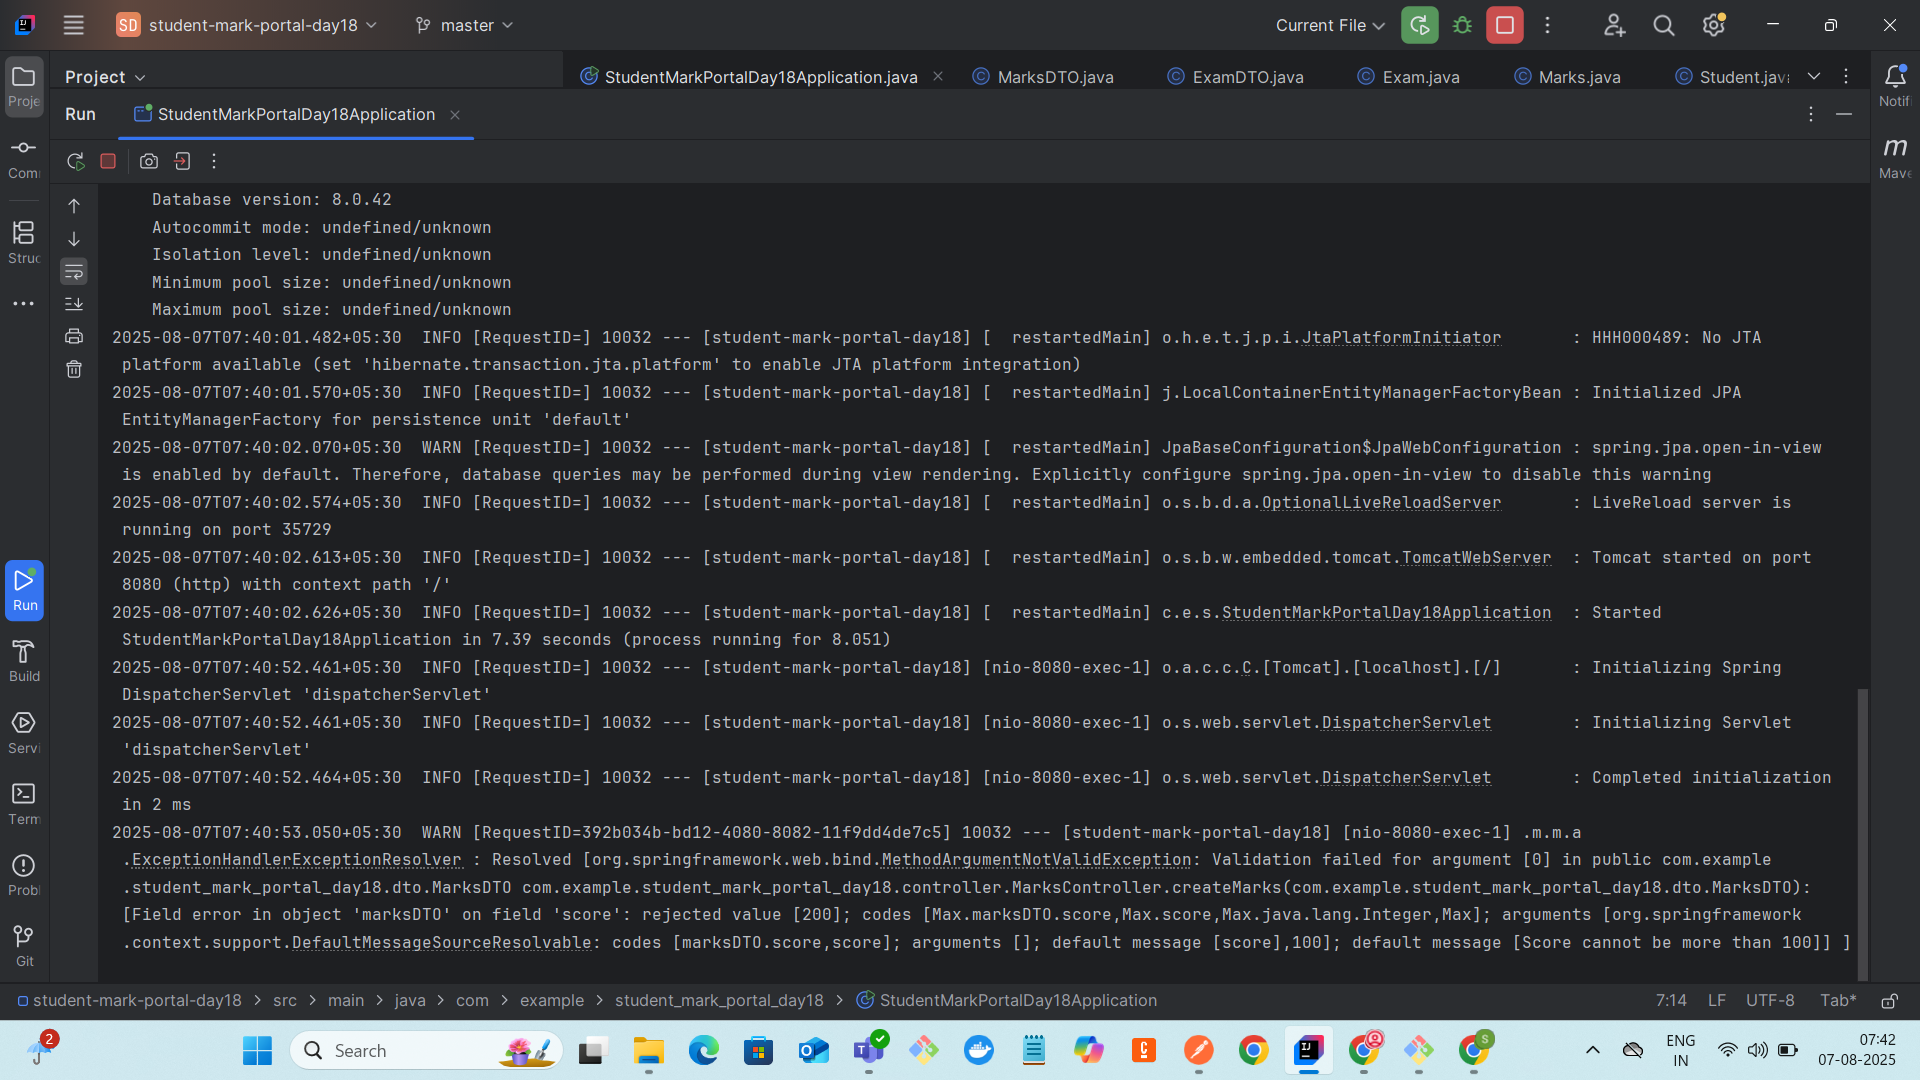 SD student-mark-portal-day18 master Current File
Project StudentMarkPortalDay18Application.java MarksDTO.java ExamDTO.java Exam.java Marks.java Student.jav
Proje
Notifi
Run StudentMarkPortalDay18Application
Comm
Mave
Database version: 8.0.42
Autocommit mode: undefined/unknown
Isolation level: undefined/unknown
Struc
Minimum pool size: undefined/unknown
Maximum pool size: undefined/unknown
2025-08-07T07:40:01.482+05:30 INFO [RequestID=] 10032 --- [student-mark-portal-day18] [ restartedMain] o.h.e.t.j.p.i.JtaPlatformInitiator : HHH000489: No JTA
platform available (set 'hibernate.transaction.jta.platform' to enable JTA platform integration)
2025-08-07T07:40:01.570+05:30 INFO [RequestID=] 10032 --- [student-mark-portal-day18] [ restartedMain] j.LocalContainerEntityManagerFactoryBean : Initialized JPA
EntityManagerFactory for persistence unit 'default'
2025-08-07T07:40:02.070+05:30 WARN [RequestID=] 10032 --- [student-mark-portal-day18] [ restartedMain] JpaBaseConfiguration$JpaWebConfiguration : spring.jpa.open-in-view
is enabled by default. Therefore, database queries may be performed during view rendering. Explicitly configure spring.jpa.open-in-view to disable this warning
2025-08-07T07:40:02.574+05:30 INFO [RequestID=] 10032 --- [student-mark-portal-day18] [ restartedMain] o.s.b.d.a.OptionalLiveReloadServer : LiveReload server is
running on port 35729
2025-08-07T07:40:02.613+05:30 INFO [RequestID=] 10032 --- [student-mark-portal-day18] [ restartedMain] o.s.b.w.embedded.tomcat.TomcatWebServer : Tomcat started on port
8080 (http) with context path '/'
2025-08-07T07:40:02.626+05:30 INFO [RequestID=] 10032 --- [student-mark-portal-day18] [ restartedMain] c.e.s.StudentMarkPortalDay18Application : Started
StudentMarkPortalDay18Application in 7.39 seconds (process running for 8.051)
2025-08-07T07:40:52.461+05:30 INFO [RequestID=] 10032 --- [student-mark-portal-day18] [nio-8080-exec-1] o.a.c.c.C.[Tomcat].[localhost].[/] : Initializing Spring
DispatcherServlet 'dispatcherServlet'
2025-08-07T07:40:52.461+05:30 INFO [RequestID=] 10032 --- [student-mark-portal-day18] [nio-8080-exec-1] o.s.web.servlet.DispatcherServlet : Initializing Servlet
'dispatcherServlet'
2025-08-07T07:40:52.464+05:30 INFO [RequestID=] 10032 --- [student-mark-portal-day18] [nio-8080-exec-1] o.s.web.servlet.DispatcherServlet : Completed initialization
in 2 ms
2025-08-07T07:40:53.050+05:30 WARN [RequestID=392b034b-bd12-4080-8082-11f9dd4de7c5] 10032 --- [student-mark-portal-day18] [nio-8080-exec-1] .m.m.a
.ExceptionHandlerExceptionResolver : Resolved [org.springframework.web.bind.MethodArgumentNotValidException: Validation failed for argument [0] in public com.example
.student_mark_portal_day18.dto.MarksDTO com.example.student_mark_portal_day18.controller.MarksController.createMarks(com.example.student_mark_portal_day18.dto.MarksDTO):
[Field error in object 'marksDTO' on field 'score': rejected value [200]; codes [Max.marksDTO.score,Max.score,Max.java.lang.Integer,Max]; arguments [org.springframework
.context.support.DefaultMessageSourceResolvable: codes [marksDTO.score,score]; arguments []; default message [score],100]; default message [Score cannot be more than 100]] ]
Run
Build
Servi
Term
Probl
Git
student-mark-portal-day18 > src > main > java > com > example > student_mark_portal_day18 > StudentMarkPortalDay18Application 7:14 LF UTF-8 Tab*
2 Search ENG
IN
07:42
07-08-2025